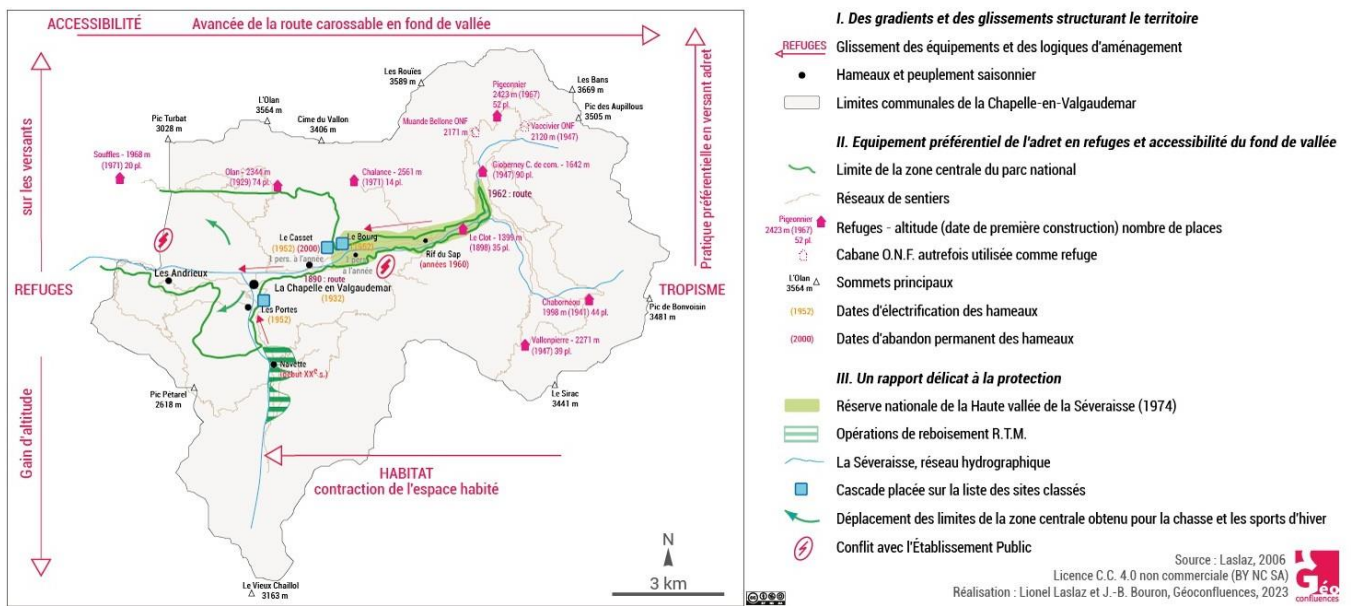 ACCESSIBILITÉ
Avancée de la route carossable en fond de vallée
sur les versants
REFUGES
Gain d'altitude
Pratique préférentielle en versant adret
TROPISME
Les Rouïes
3589 m
Les Bans
3669 m
Pigeonnier
2423 m (1967)
52 pl.
Pic des Aupillous
3505 m
L'Olan
3564 m
Cime du Vallon
3406 m
Pic Turbat
3028 m
Muande Bellone ONF
2171 m
Vaccivier ONF
2120 m (1947)
Souffles - 1968 m
(1971) 20 pl.
Olan - 2344 m
(1929) 74 pl.
Chalance - 2561 m
(1971) 14 pl.
Gioberney C. de com. - 1642 m
(1947) 90 pl.
1962 : route
Le Casset
(1952) (2000)
1 pers. à l'année
Le Bourg
à l'année
Le Clot - 1399 m
(1898) 35 pl.
Rif du Sap
(années 1960)
Les Andrieux
1890 : route
La Chapelle en Valgaudemar
(1932)
Les Portes
(1952)
Chabournéou
1998 m (1941) 44 pl.
Pic de Bonvoisin
3481 m
Vallonpierre - 2271 m
(1947) 39 pl.
Navette
(début XXe s.)
Pic Pétarel
2618 m
Le Sirac
3441 m
HABITAT
contraction de l'espace habité
Le Vieux Chaillol
3163 m
N
3 km
I. Des gradients et des glissements structurant le territoire
REFUGES Glissement des équipements et des logiques d'aménagement
Hameaux et peuplement saisonnier
Limites communales de la Chapelle-en-Valgaudemar
II. Equipement préférentiel de l'adret en refuges et accessibilité du fond de vallée
Limite de la zone centrale du parc national
Réseaux de sentiers
Pigeonnier
2423 m (1967)
52 pl.
Refuges - altitude (date de première construction) nombre de places
Cabane O.N.F. autrefois utilisée comme refuge
L'Olan
3564 m
Sommets principaux
(1952) Dates d'électrification des hameaux
(2000) Dates d'abandon permanent des hameaux
III. Un rapport délicat à la protection
Réserve nationale de la Haute vallée de la Séveraisse (1974)
Opérations de reboisement R.T.M.
La Séveraisse, réseau hydrographique
Cascade placée sur la liste des sites classés
Déplacement des limites de la zone centrale obtenu pour la chasse et les sports d'hiver
Conflit avec l'Établissement Public
Source : Laslaz, 2006
Licence C.C. 4.0 non commerciale (BY NC SA)
Réalisation : Lionel Laslaz et J.-B. Bouron, Géoconfluences, 2023
Géo
confluences